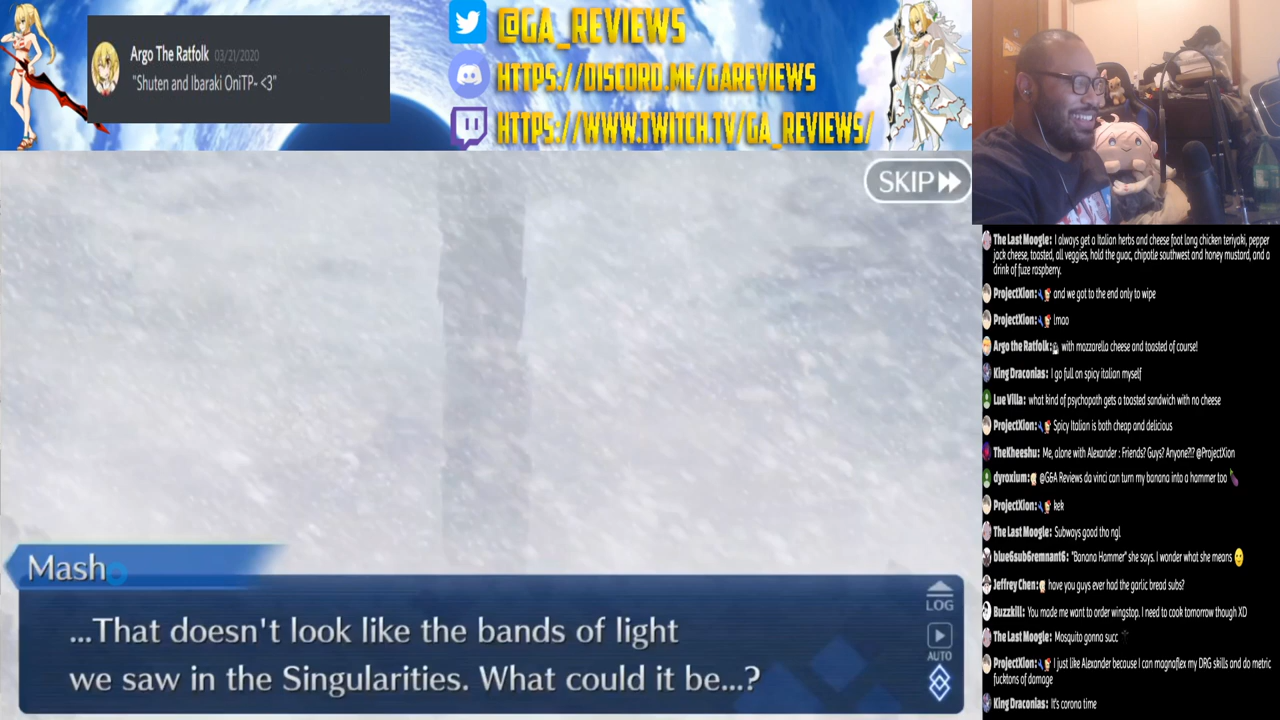 Argo The Ratfolk 03/21/2020
"Shuten and Ibaraki OniTP- <3"
@GA_REVIEWS
HTTPS://DISCORD.ME/GAREVIEWS
HTTPS://WWW.TWITCH.TV/GA_REVIEWS/
SKIP
The Last Moogle: I always get a Italian herbs and cheese foot long chicken teriyaki, pepper
jack cheese, toasted, all veggies, hold the guac, chipotle southwest and honey mustard, and a
drink of fuze raspberry.
ProjectXion: and we got to the end only to wipe
ProjectXion: lmao
Argo the Ratfolk: with mozzarella cheese and toasted of course!
King Draconias: I go full on spicy italian myself
Lue Villa: what kind of psychopath gets a toasted sandwich with no cheese
ProjectXion: Spicy Italian is both cheap and delicious
TheKheeshu: Me, alone with Alexander : Friends? Guys? Anyone?!? @ProjectXion
dyroxium: @G&A Reviews da vinci can turn my banana into a hammer too
ProjectXion: kek
The Last Moogle: Subways good tho ngl
blue6sub6remnant6: "Banana Hammer" she says. I wonder what she means
Jeffrey Chen: have you guys ever had the garlic bread subs?
Buzzkill: You made me want to order wingstop. I need to cook tomorrow though XD
The Last Moogle: Mosquito gonna succ
ProjectXion: I just like Alexander because I can magnaflex my DRG skills and do metric
fucktons of damage
King Draconias: It's corona time
Mash
...That doesn't look like the bands of light
we saw in the Singularities. What could it be...?
LOG
AUTO